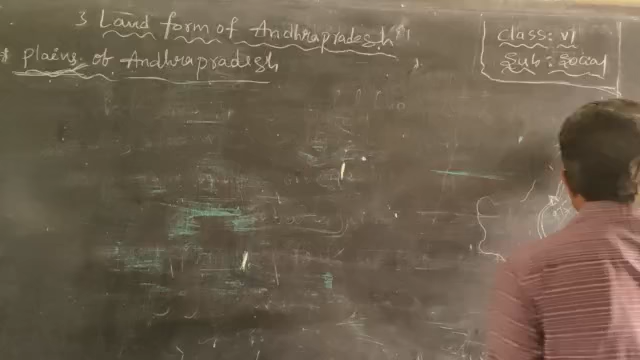 3 Land form of Andhrapradesh
* Plains of Andhrapradesh
Class: VI
Sub: Social